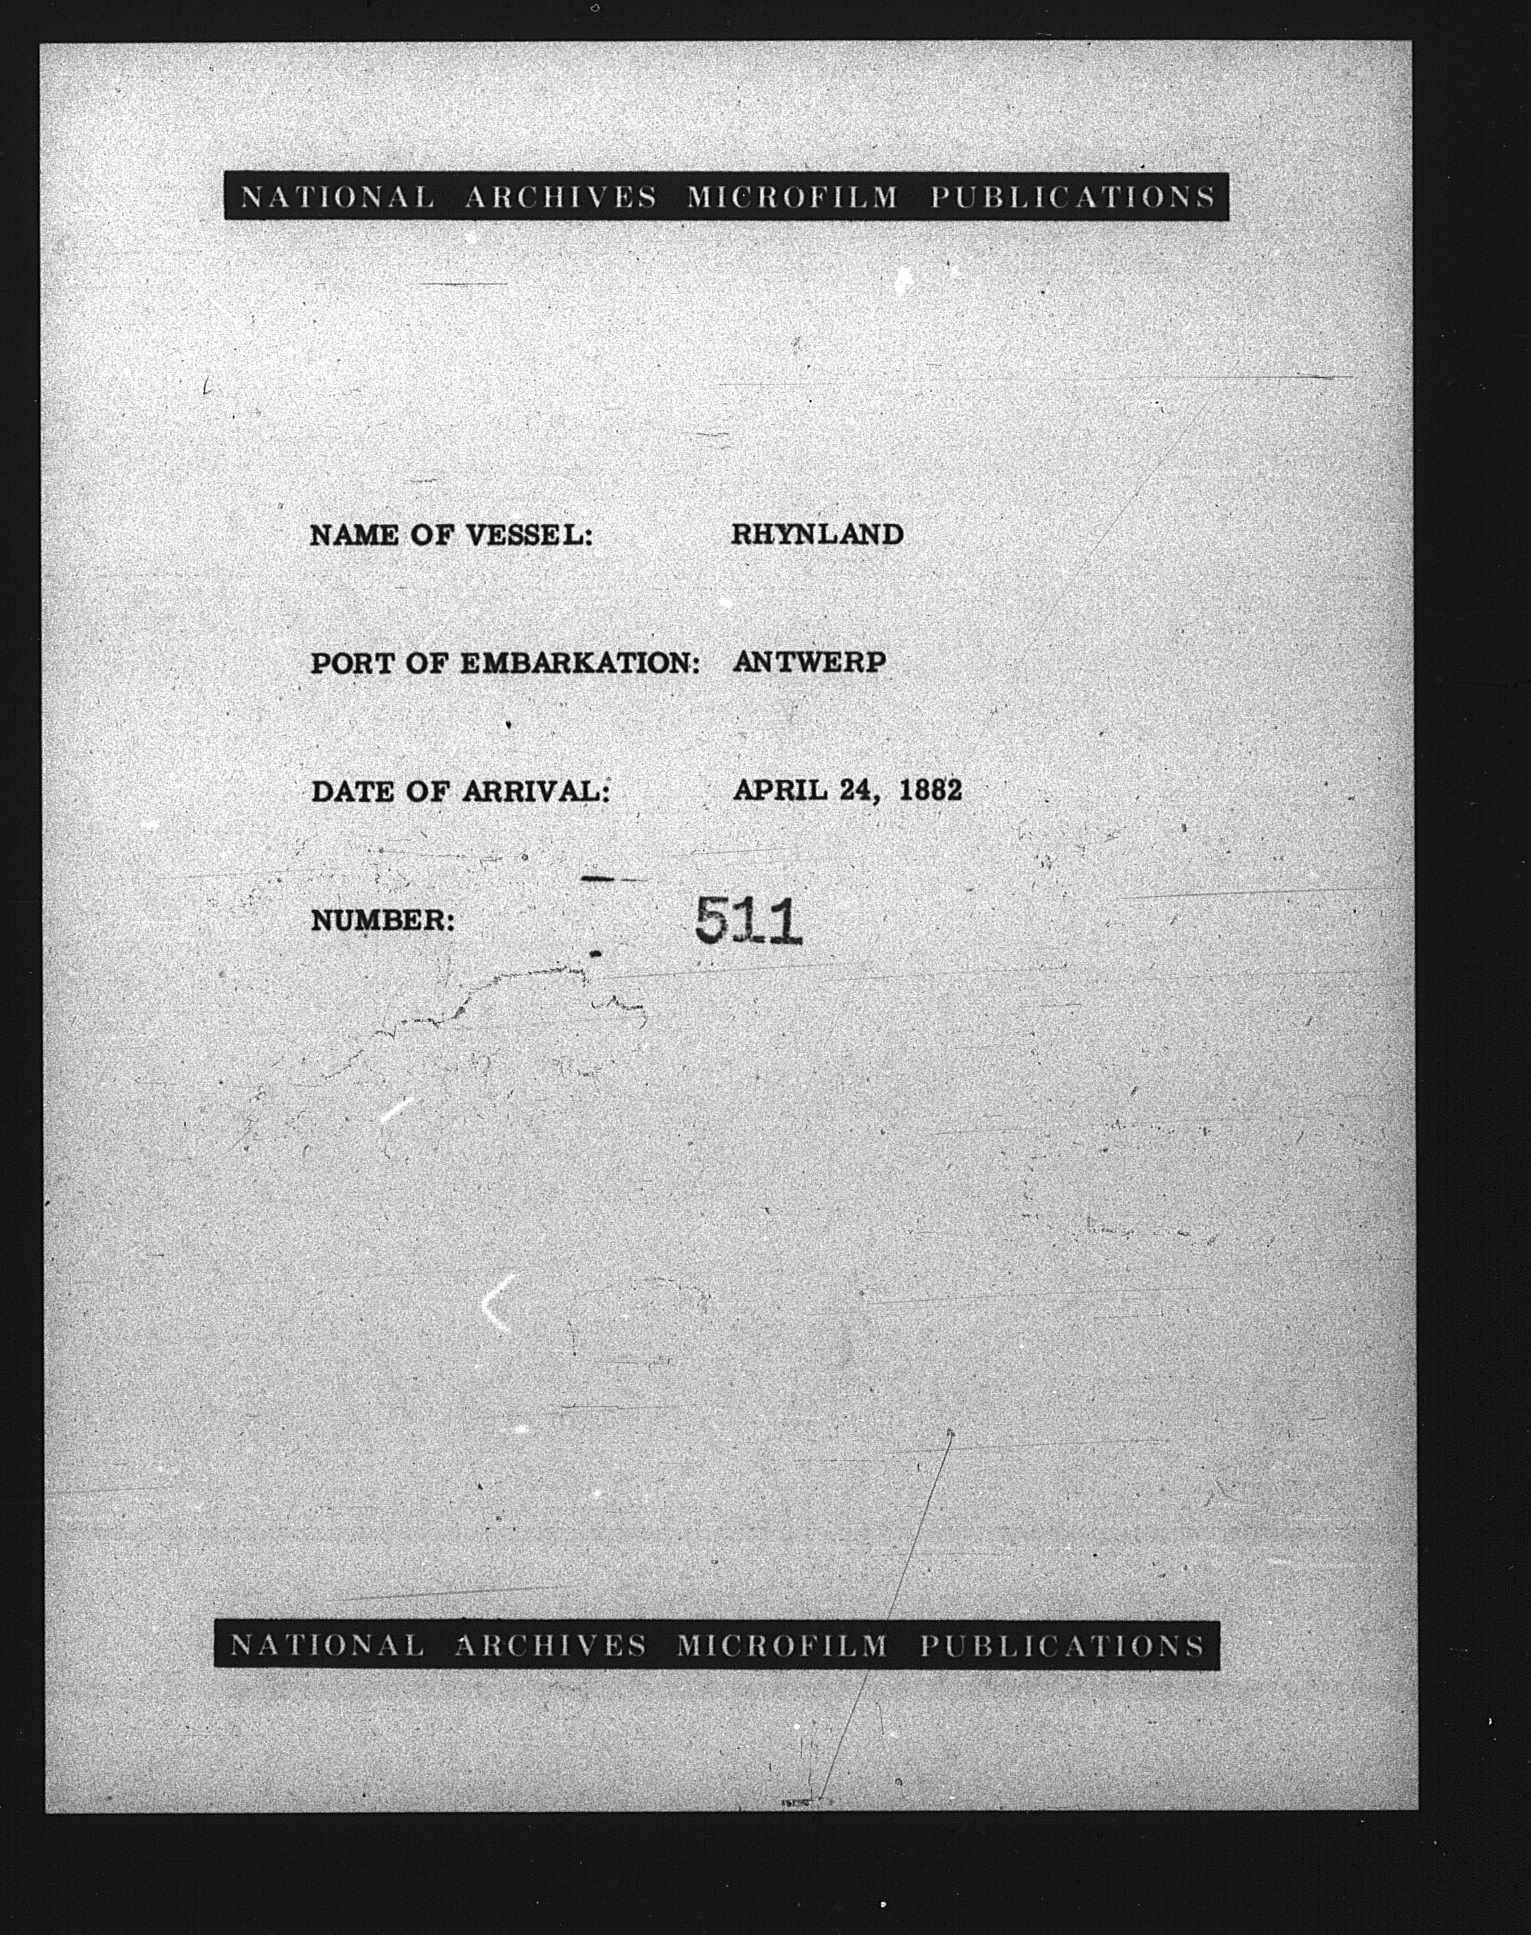 NATIONAL ARCHIVES MICROFILM PUBLICATIONS
NAME OF VESSEL: RHYNLAND
PORT OF EMBARKATION: ANTWERP
DATE OF ARRIVAL: APRIL 24, 1882
NUMBER: 511
NATIONAL ARCHIVES MICROFILM PUBLICATIONS